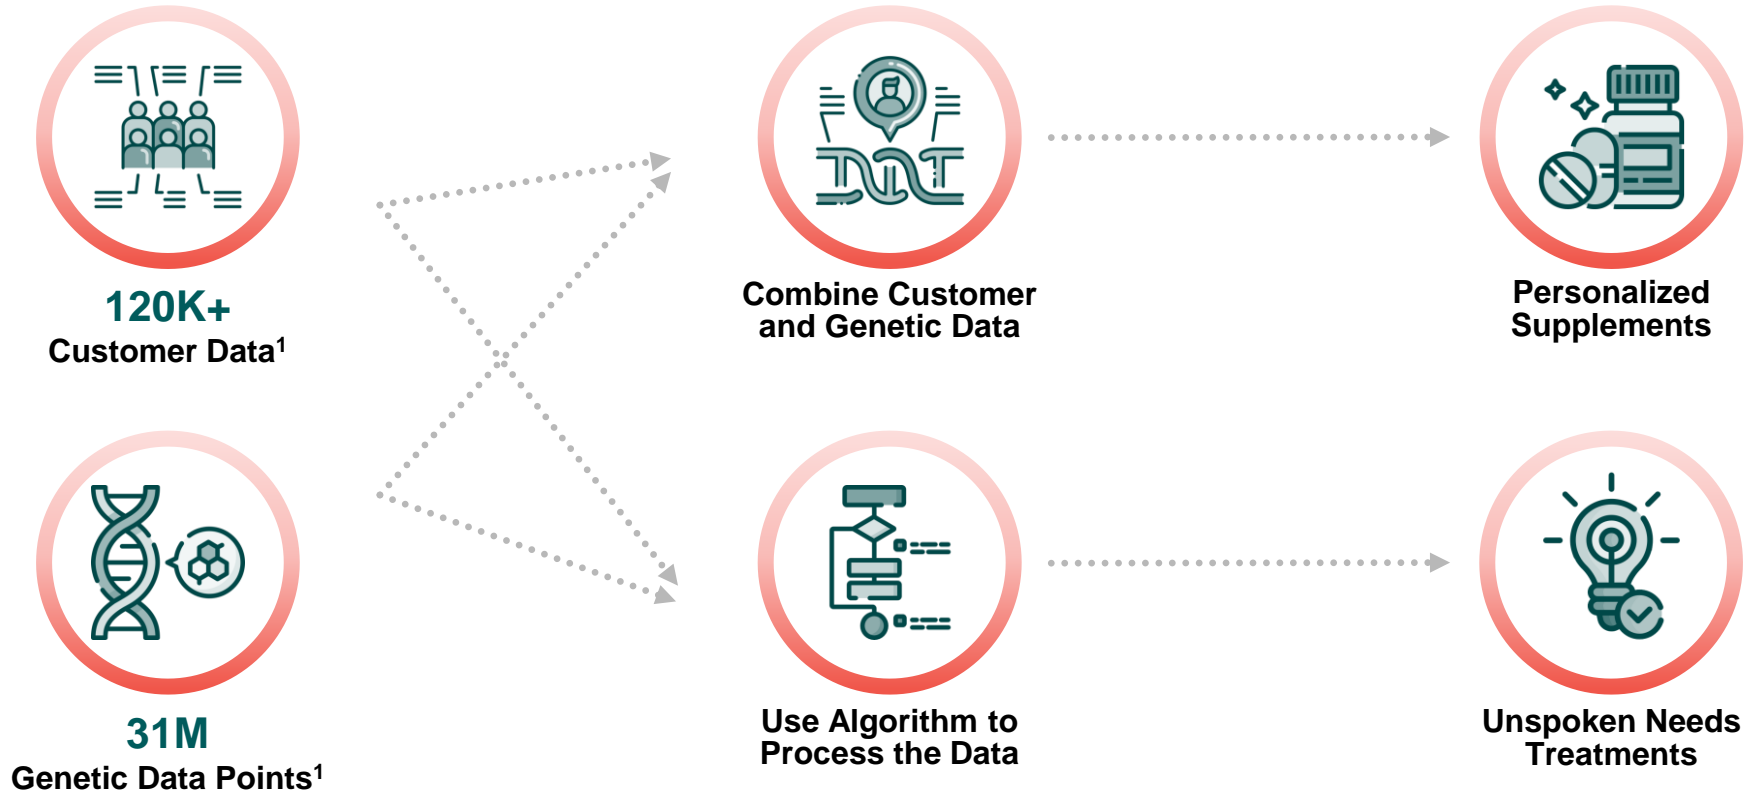 120K+
Customer Data¹
31M
Genetic Data Points¹
Combine Customer
and Genetic Data
Use Algorithm to
Process the Data
Personalized
Supplements
Unspoken Needs
Treatments